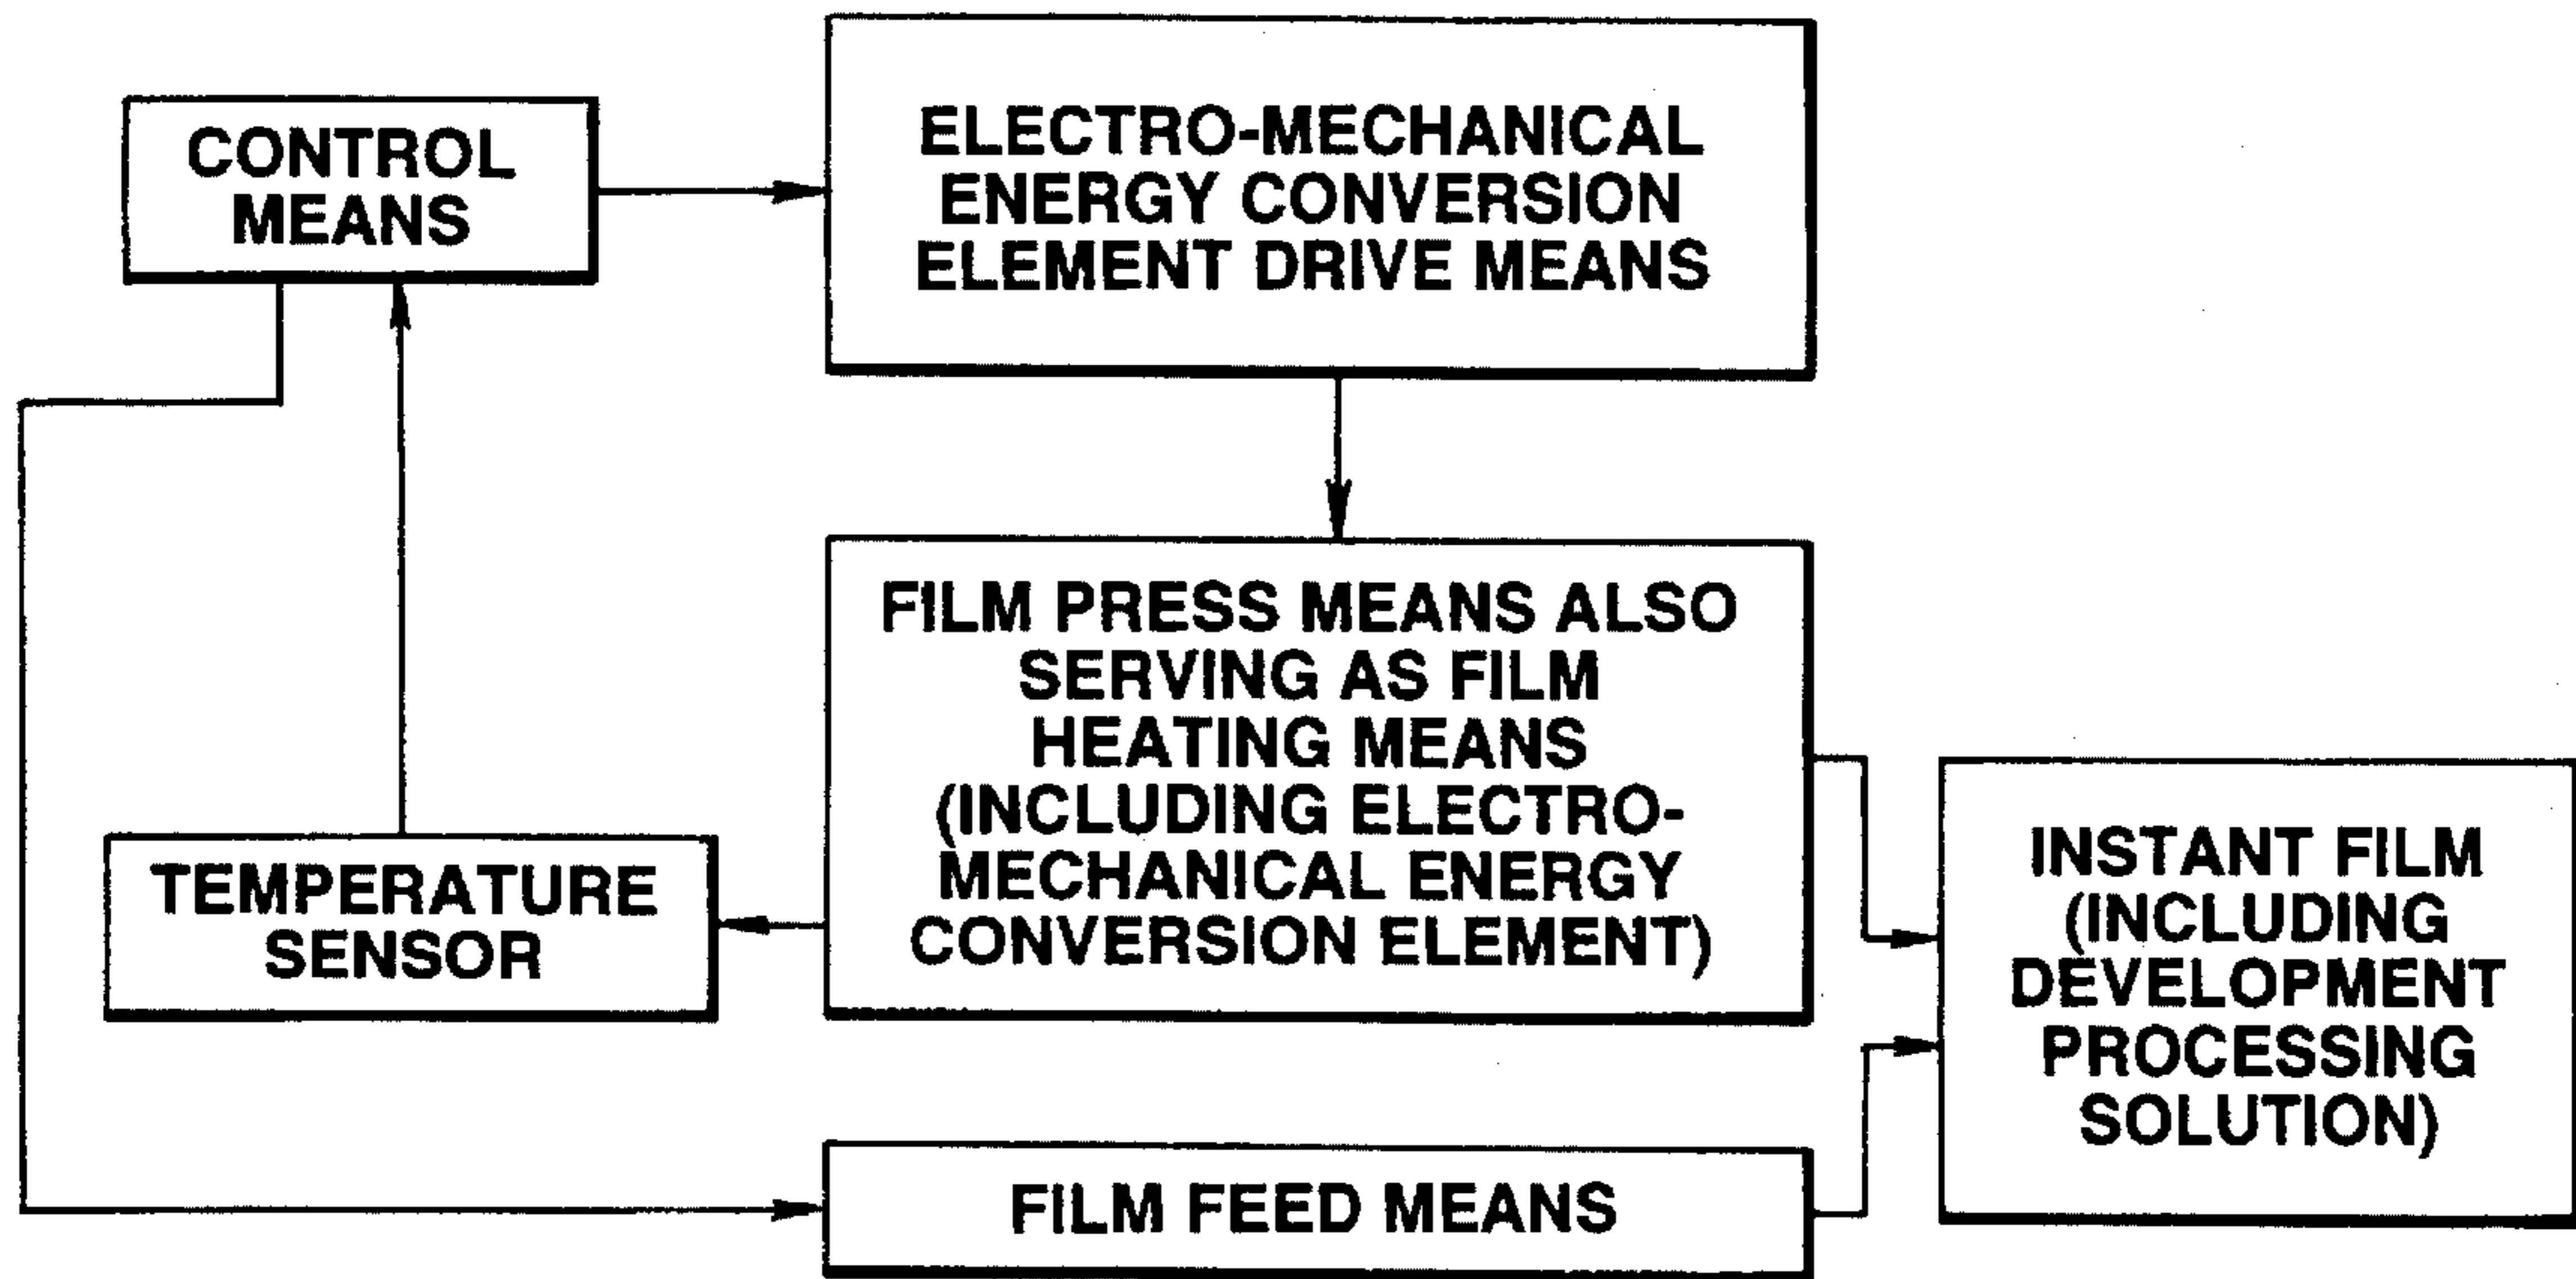 CONTROL
MEANS
ELECTRO-MECHANICAL
ENERGY CONVERSION
ELEMENT DRIVE MEANS
FILM PRESS MEANS ALSO
SERVING AS FILM
HEATING MEANS
(INCLUDING ELECTRO-
MECHANICAL ENERGY
CONVERSION ELEMENT)
TEMPERATURE
SENSOR
INSTANT FILM
(INCLUDING
DEVELOPMENT
PROCESSING
SOLUTION)
FILM FEED MEANS